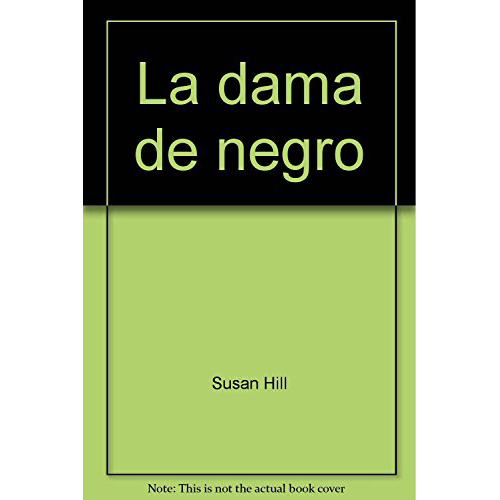 La dama
de negro
Susan Hill
Note: This is not the actual book cover